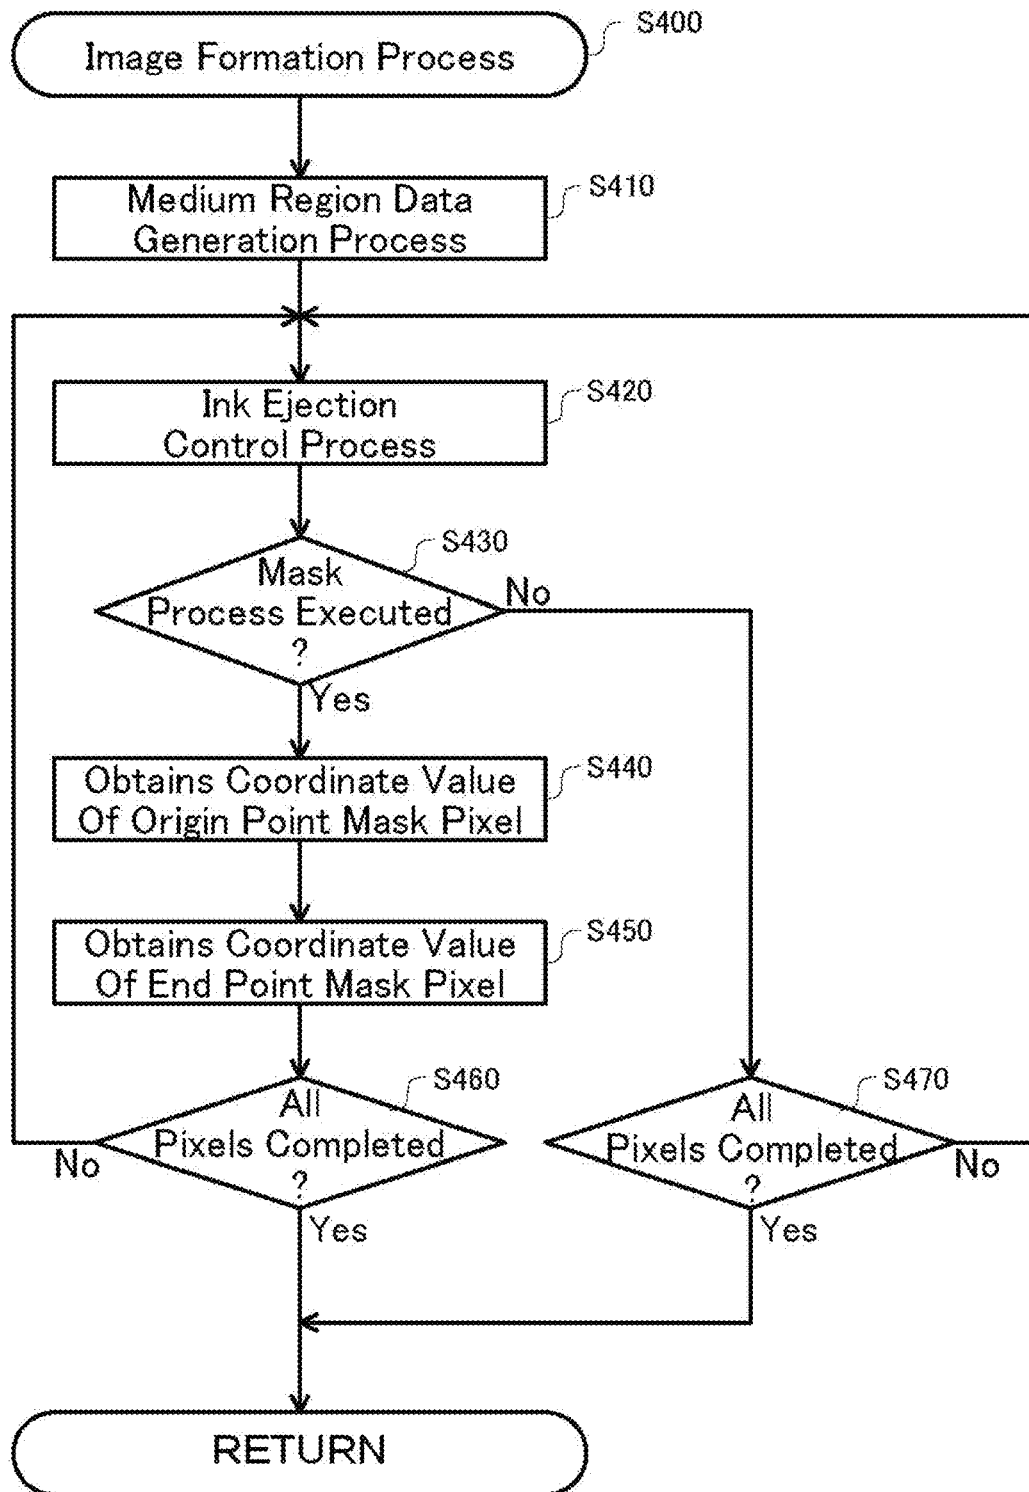 Image Formation Process
S400
Medium Region Data
Generation Process
S410
Ink Ejection
Control Process
S420
Mask
Process Executed
?
S430
No
Yes
Obtains Coordinate Value
Of Origin Point Mask Pixel
S440
Obtains Coordinate Value
Of End Point Mask Pixel
S450
All
Pixels Completed
?
S460
No
Yes
All
Pixels Completed
?
S470
No
Yes
RETURN